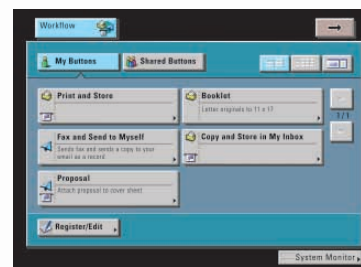 Workflow
My Buttons
Shared Buttons
Print and Store
Booklet
Letter originals to 11 x 17
1/1
Fax and Send to Myself
Sends fax and sends a copy to your
email as a record
Copy and Store in My Inbox
Proposal
Attach proposal to cover sheet
Register/Edit
System Monitor